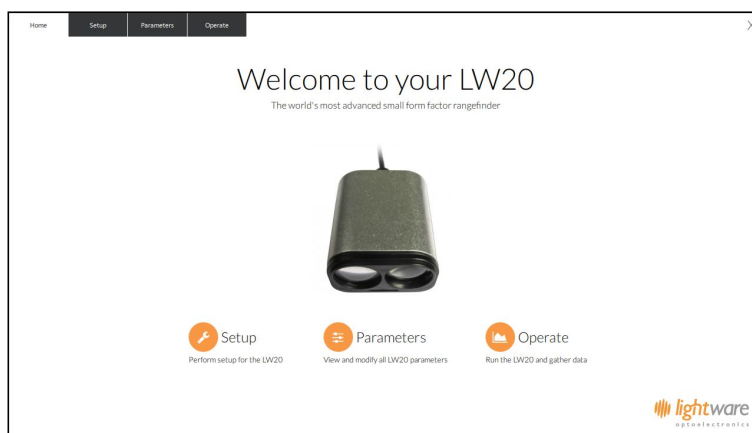 Home Setup Parameters Operate X
Welcome to your LW20
The world's most advanced small form factor rangefinder
Setup Parameters Operate
Perform setup for the LW20 View and modify all LW20 parameters Run the LW20 and gather data
lightware
optoelectronics